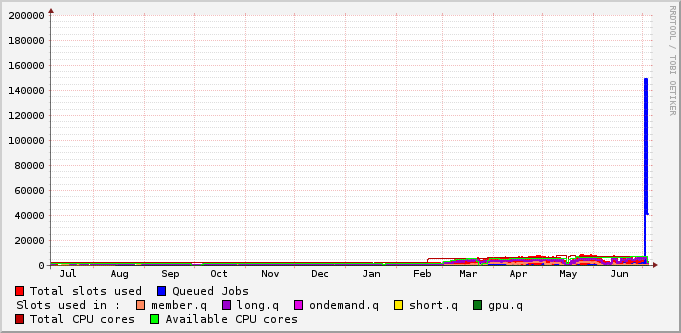 200000
180000
160000
140000
120000
100000
80000
60000
40000
20000
0
Jul Aug Sep Oct Nov Dec Jan Feb Mar Apr May Jun
Total slots used Queued Jobs
Slots used in : member.q long.q ondemand.q short.q gpu.q
Total CPU cores Available CPU cores
RRDTOOL / TOBI OETIKER